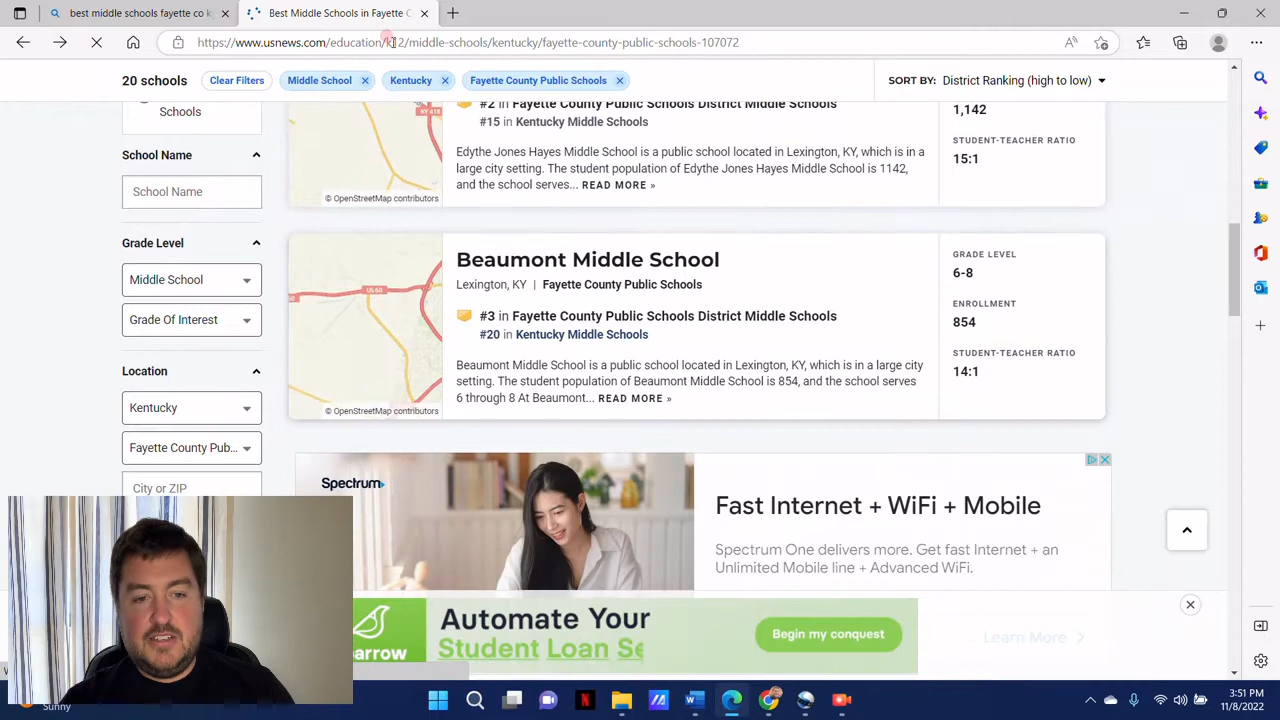 best middle schools fayette co k
Best Middle Schools in Fayette C
https://www.usnews.com/education/k12/middle-schools/kentucky/fayette-county-public-schools-107072
20 schools
Clear Filters
Middle School
Kentucky
Fayette County Public Schools
SORT BY: District Ranking (high to low)
Schools
School Name
School Name
Grade Level
Middle School
Grade Of Interest
Location
Kentucky
Fayette County Pub...
City or ZIP
KY 418
#2 in Fayette County Public Schools District Middle Schools
#15 in Kentucky Middle Schools
Edythe Jones Hayes Middle School is a public school located in Lexington, KY, which is in a
large city setting. The student population of Edythe Jones Hayes Middle School is 1142,
and the school serves... READ MORE »
© OpenStreetMap contributors
1,142
STUDENT-TEACHER RATIO
15:1
US 60
Beaumont Middle School
Lexington, KY | Fayette County Public Schools
#3 in Fayette County Public Schools District Middle Schools
#20 in Kentucky Middle Schools
Beaumont Middle School is a public school located in Lexington, KY, which is in a large city
setting. The student population of Beaumont Middle School is 854, and the school serves
6 through 8 At Beaumont... READ MORE »
© OpenStreetMap contributors
GRADE LEVEL
6-8
ENROLLMENT
854
STUDENT-TEACHER RATIO
14:1
Spectrum
Fast Internet + WiFi + Mobile
Spectrum One delivers more. Get fast Internet + an
Unlimited Mobile line + Advanced WiFi.
arrow
Automate Your
Student Loan Se
Begin my conquest
Learn More
Sunny
3:51 PM
11/8/2022